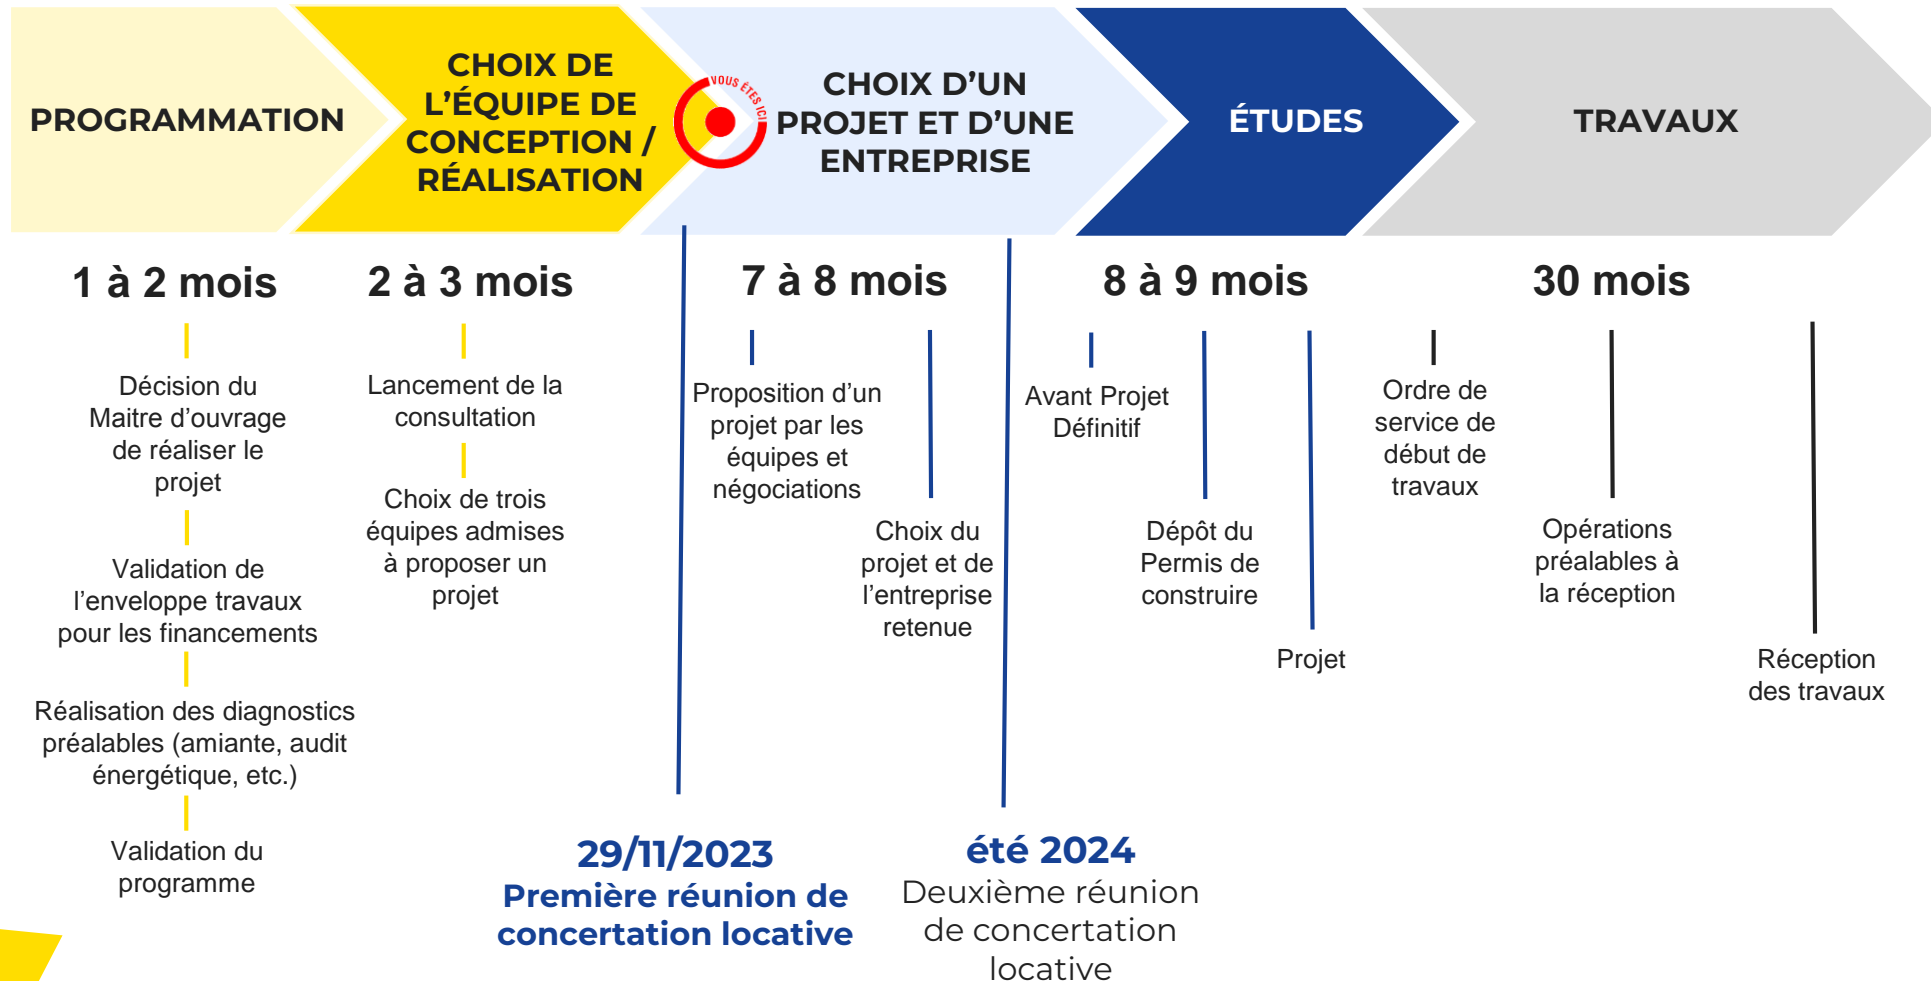 PROGRAMMATION
CHOIX DE
L’ÉQUIPE DE
CONCEPTION /
RÉALISATION
NOUS ÊTES ICI
CHOIX D’UN
PROJET ET D’UNE
ENTREPRISE
ÉTUDES
TRAVAUX
1 à 2 mois
2 à 3 mois
7 à 8 mois
8 à 9 mois
30 mois
Décision du
Maitre d’ouvrage
de réaliser le
projet
Validation de
l’enveloppe travaux
pour les financements
Réalisation des diagnostics
préalables (amiante, audit
énergétique, etc.)
Validation du
programme
Lancement de la
consultation
Choix de trois
équipes admises
à proposer un
projet
Proposition d’un
projet par les
équipes et
négociations
Choix du
projet et de
l’entreprise
retenue
Avant Projet
Définitif
Dépôt du
Permis de
construire
Projet
Ordre de
service de
début de
travaux
Opérations
préalables à
la réception
Réception
des travaux
29/11/2023
Première réunion de
concertation locative
été 2024
Deuxième réunion
de concertation
locative